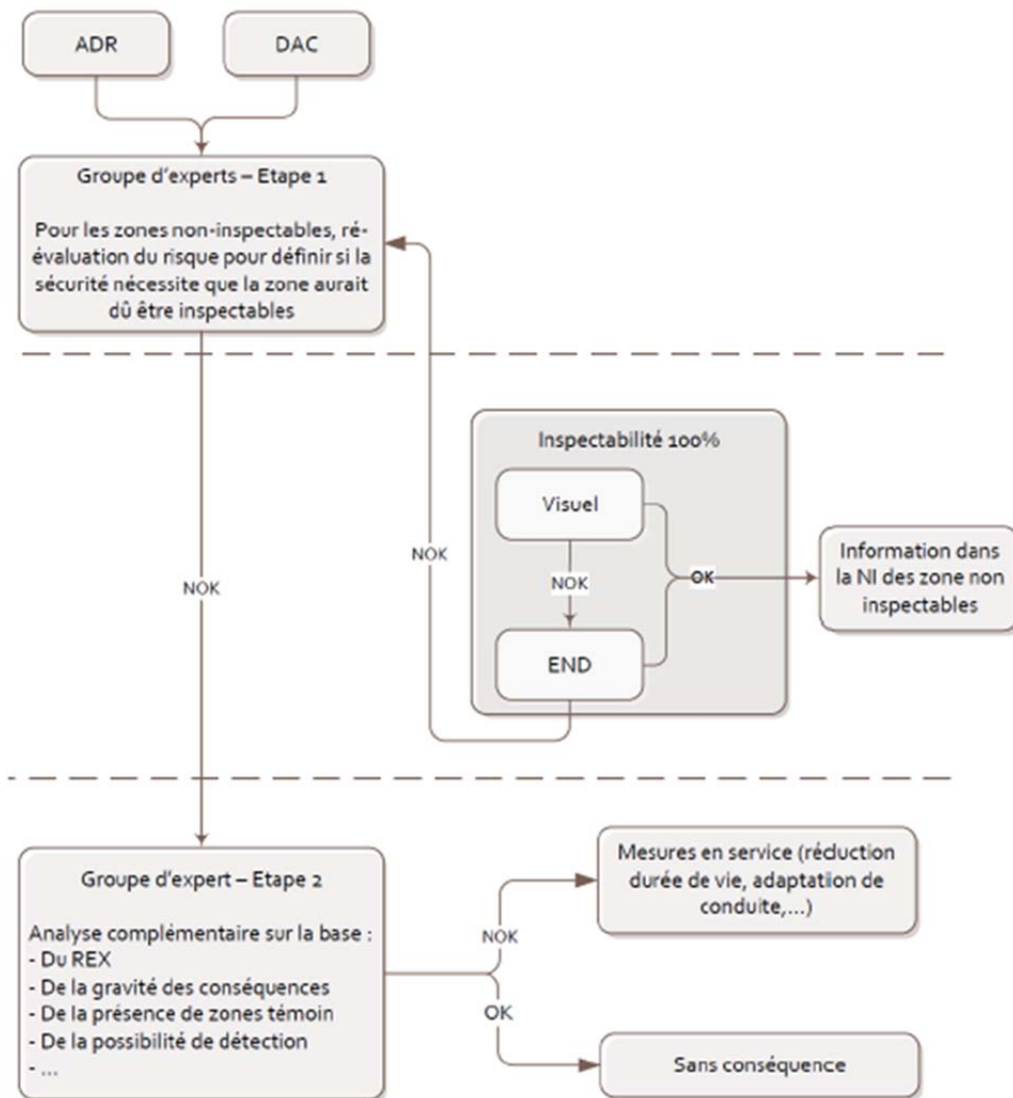 ADR
DAC
Groupe d'experts – Etape 1
Pour les zones non-inspectables, ré-
évaluation du risque pour définir si la
sécurité nécessite que la zone aurait
dû être inspectables
Inspectabilité 100%
Visuel
NOK
END
OK
NOK
Information dans
la NI des zone non
inspectables
NOK
Groupe d'expert – Etape 2
Analyse complémentaire sur la base :
- Du REX
- De la gravité des conséquences
- De la présence de zones témoin
- De la possibilité de détection
- ...
NOK
Mesures en service (réduction
durée de vie, adaptation de
conduite,...)
OK
Sans conséquence